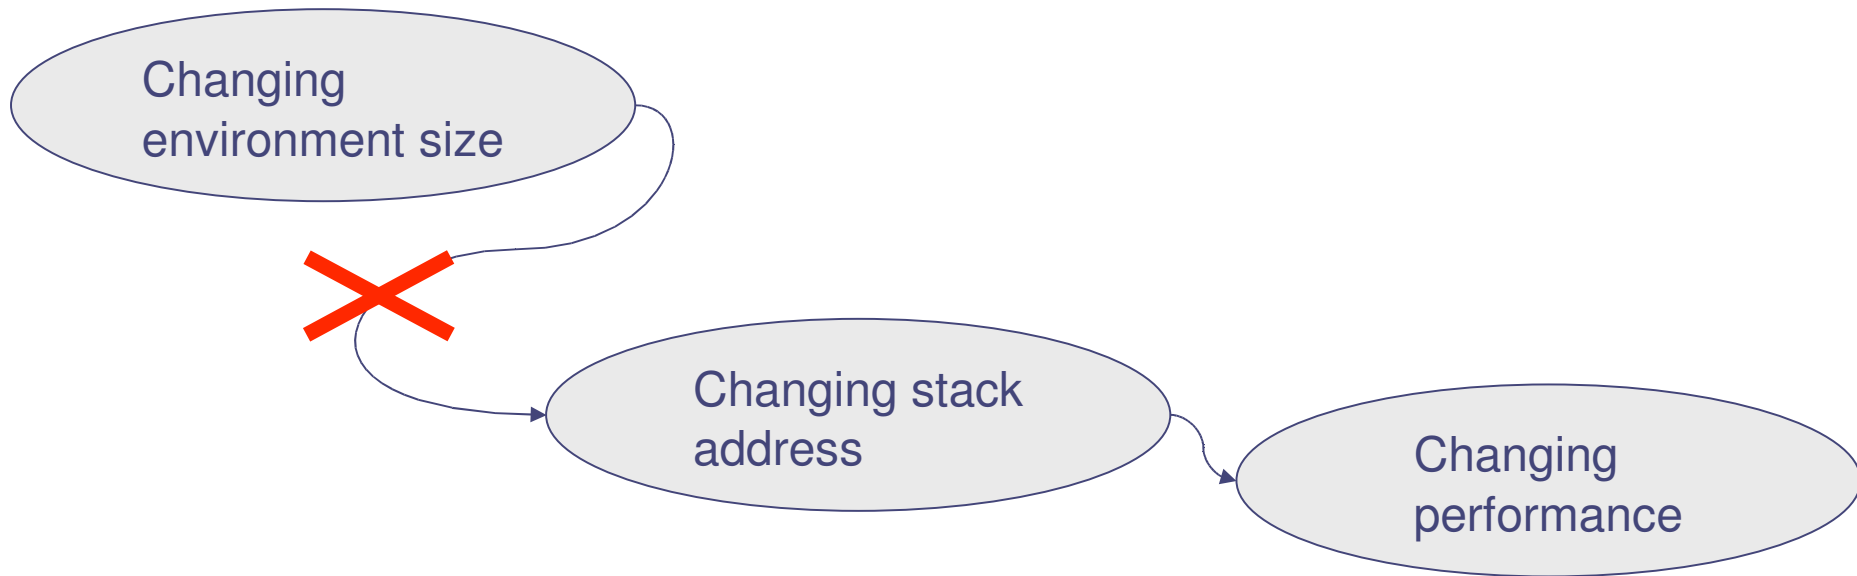 Changing
environment size
Changing stack
address
Changing
performance